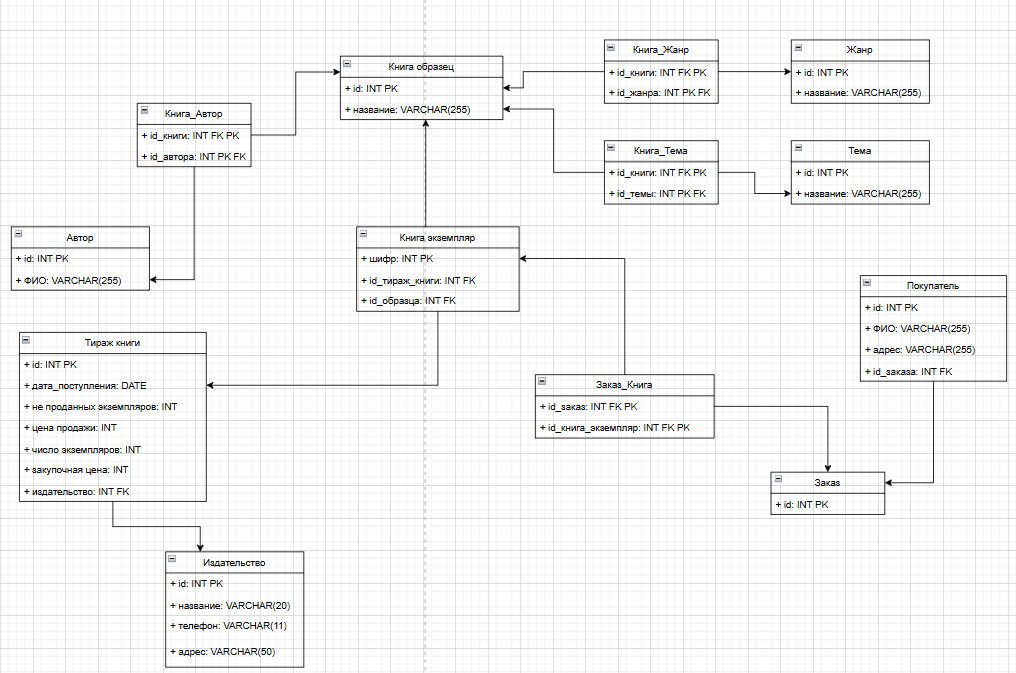 Книга образец
+ id: INT PK
+ название: VARCHAR(255)
Книга_Жанр
+ id_книги: INT FK PK
+ id_жанра: INT PK FK
Жанр
+ id: INT PK
+ название: VARCHAR(255)
Книга_Автор
+ id_книги: INT FK PK
+ id_автора: INT PK FK
Книга_Тема
+ id_книги: INT FK PK
+ id_темы: INT PK FK
Тема
+ id: INT PK
+ название: VARCHAR(255)
Автор
+ id: INT PK
+ ФИО: VARCHAR(255)
Книга экземпляр
+ шифр: INT PK
+ id_тираж_книги: INT FK
+ id_образца: INT FK
Покупатель
+ id: INT PK
+ ФИО: VARCHAR(255)
+ адрес: VARCHAR(255)
+ id_заказа: INT FK
Тираж книги
+ id: INT PK
+ дата_поступления: DATE
+ не проданных экземпляров: INT
+ цена продажи: INT
+ число экземпляров: INT
+ закупочная цена: INT
+ издательство: INT FK
Заказ_Книга
+ id_заказ: INT FK PK
+ id_книга_экземпляр: INT FK PK
Заказ
+ id: INT PK
Издательство
+ id: INT PK
+ название: VARCHAR(20)
+ телефон: VARCHAR(11)
+ адрес: VARCHAR(50)